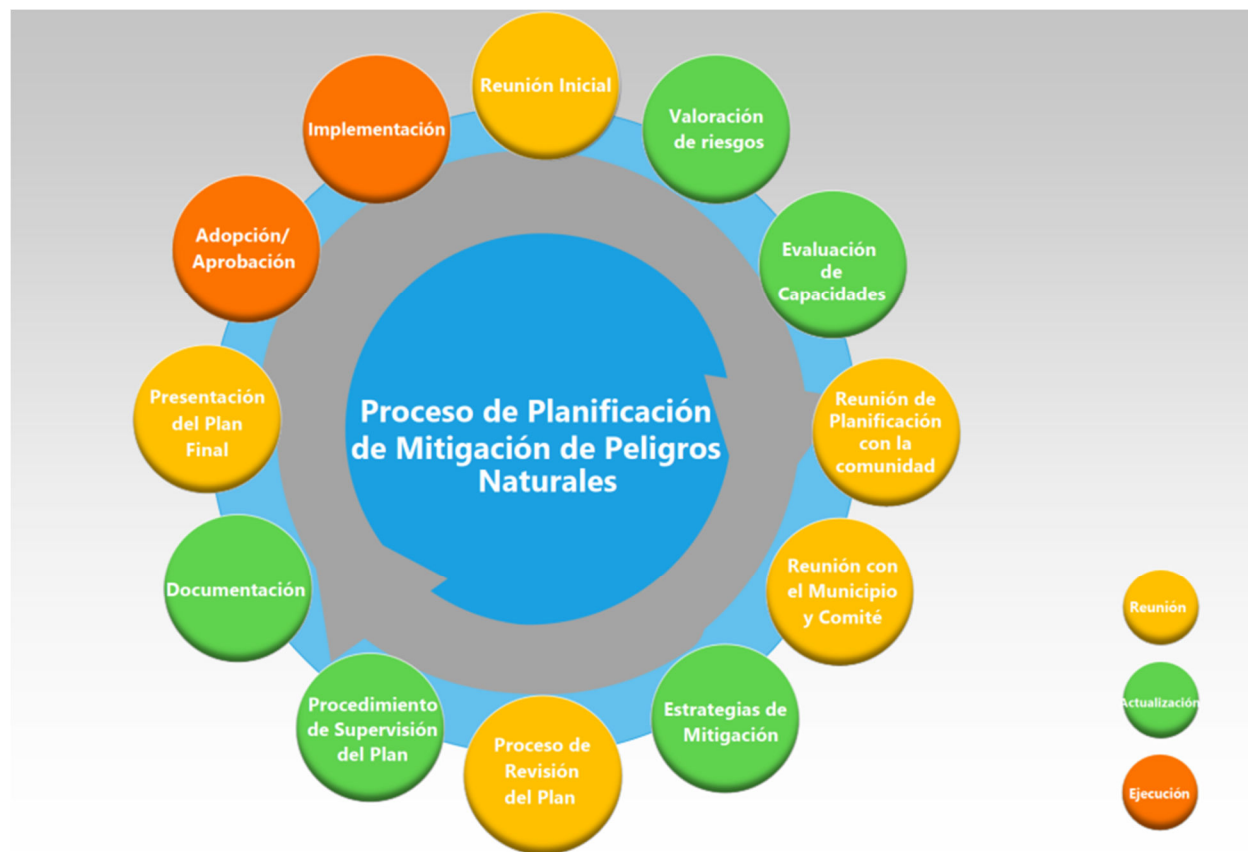 Reunión Inicial
Valoración
de riesgos
Evaluación
de
Capacidades
Reunión de
Planificación
con la
comunidad
Reunión con
el Municipio
y Comité
Estrategias de
Mitigación
Proceso de
Revisión
del Plan
Procedimiento
de Supervisión
del Plan
Documentación
Presentación
del Plan
Final
Adopción/
Aprobación
Implementación
Proceso de Planificación
de Mitigación de Peligros
Naturales
Reunión
Actualización
Ejecución